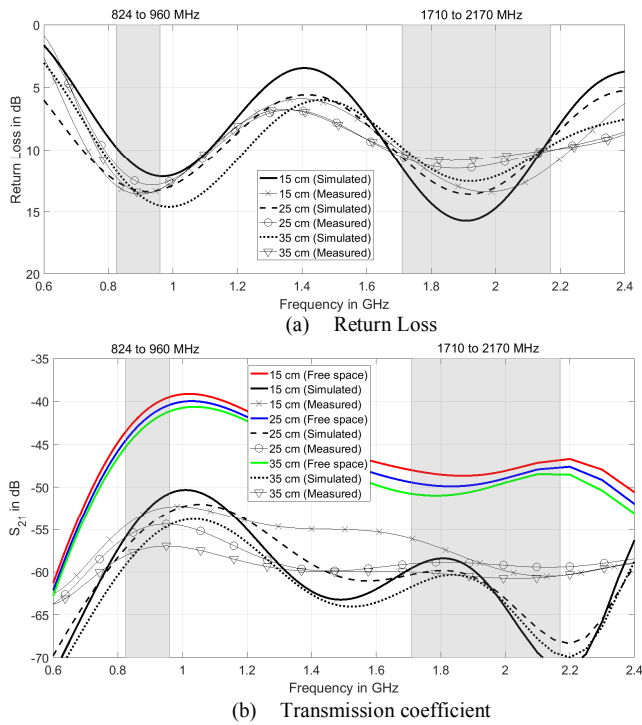 824 to 960 MHz 1710 to 2170 MHz
0
5
10
15
20
Return Loss in dB
15 cm (Simulated)
15 cm (Measured)
25 cm (Simulated)
25 cm (Measured)
35 cm (Simulated)
35 cm (Measured)
0.6 0.8 1 1.2 1.4 1.6 1.8 2 2.2 2.4
Frequency in GHz
(a) Return Loss
824 to 960 MHz 1710 to 2170 MHz
-35
-40
-45
-50
-55
-60
-65
-70
S21 in dB
15 cm (Free space)
15 cm (Simulated)
15 cm (Measured)
25 cm (Free space)
25 cm (Simulated)
25 cm (Measured)
35 cm (Free space)
35 cm (Simulated)
35 cm (Measured)
0.6 0.8 1 1.2 1.4 1.6 1.8 2 2.2 2.4
Frequency in GHz
(b) Transmission coefficient